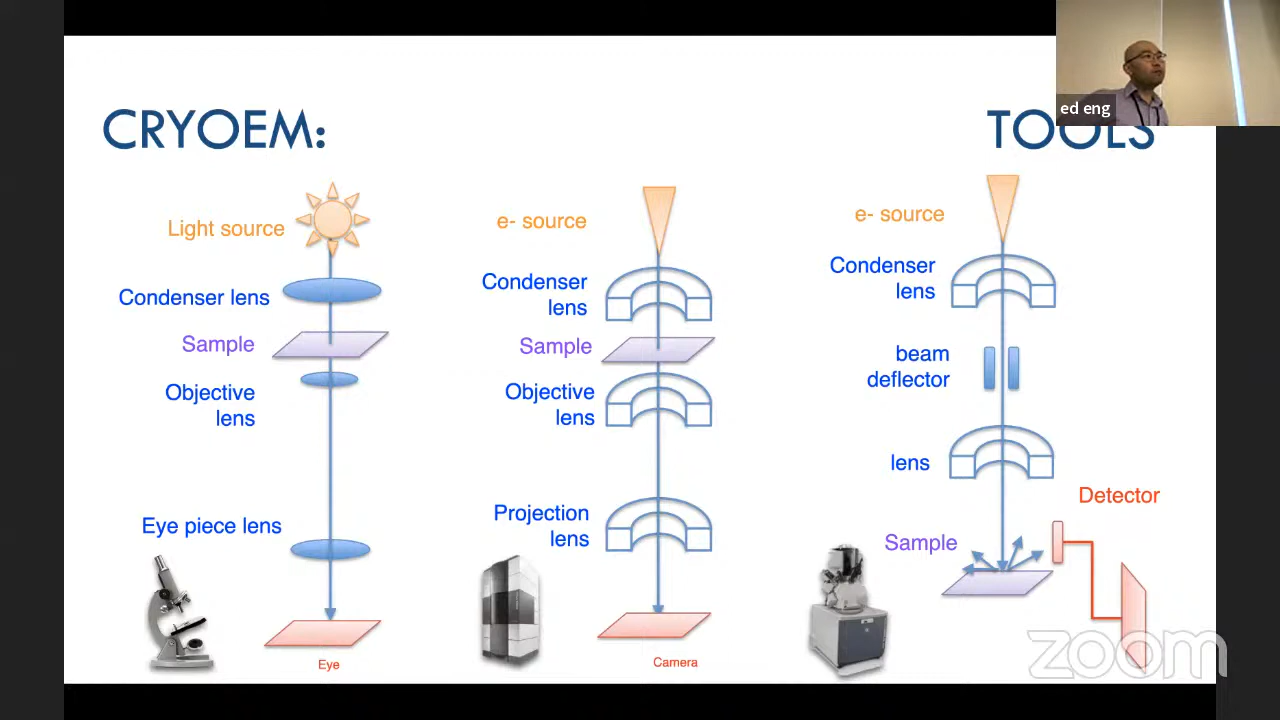 ed eng
CRYOEM:
TOOLS
Light source
Condenser lens
Sample
Objective
lens
Eye piece lens
Eye
e- source
Condenser
lens
Sample
Objective
lens
Projection
lens
Camera
e- source
Condenser
lens
beam
deflector
lens
Detector
Sample
zoom